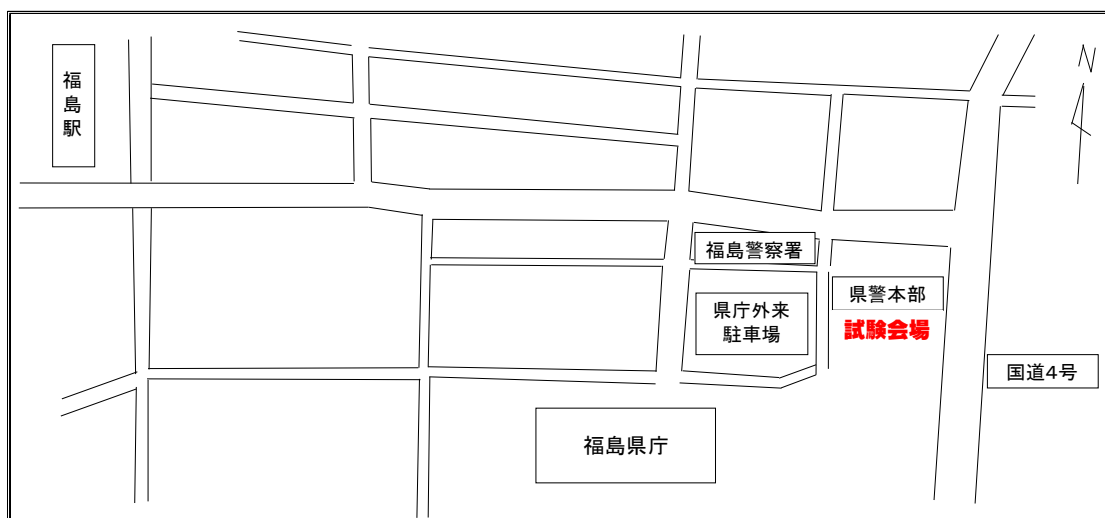 福島駅
N
福島警察署
県警本部
県庁外来
駐車場
試験会場
国道4号
福島県庁